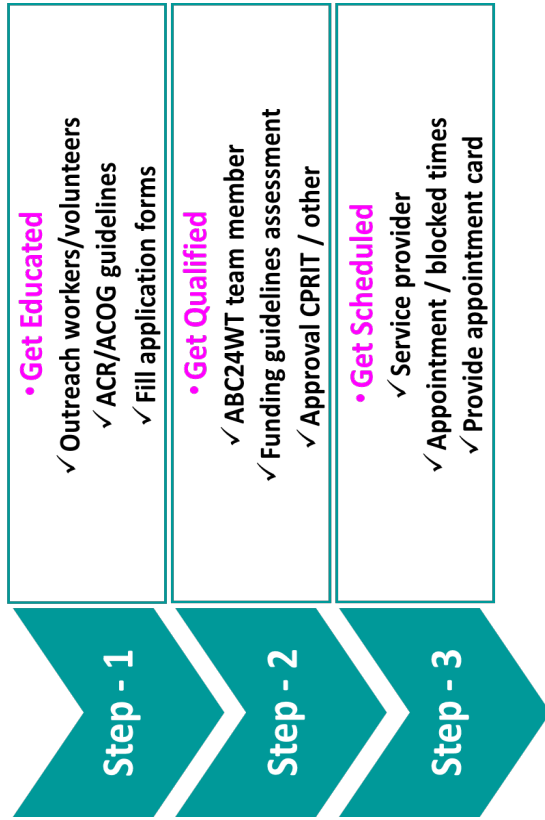 Step - 1
• Get Educated
✓ Outreach workers/volunteers
✓ ACR/ACOG guidelines
✓ Fill application forms
Step - 2
• Get Qualified
✓ ABC24WT team member
✓ Funding guidelines assessment
✓ Approval CPRIT / other
Step - 3
• Get Scheduled
✓ Service provider
✓ Appointment / blocked times
✓ Provide appointment card